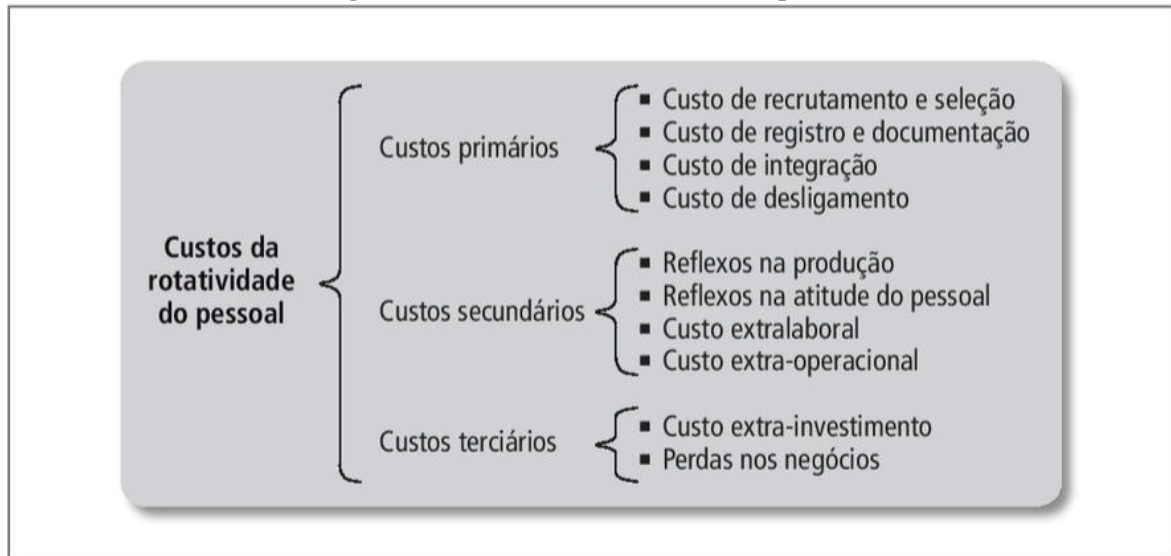 Custos da
rotatividade
do pessoal
Custos primários
▪ Custo de recrutamento e seleção
▪ Custo de registro e documentação
▪ Custo de integração
▪ Custo de desligamento
Custos secundários
▪ Reflexos na produção
▪ Reflexos na atitude do pessoal
▪ Custo extralaboral
▪ Custo extra-operacional
Custos terciários
▪ Custo extra-investimento
▪ Perdas nos negócios